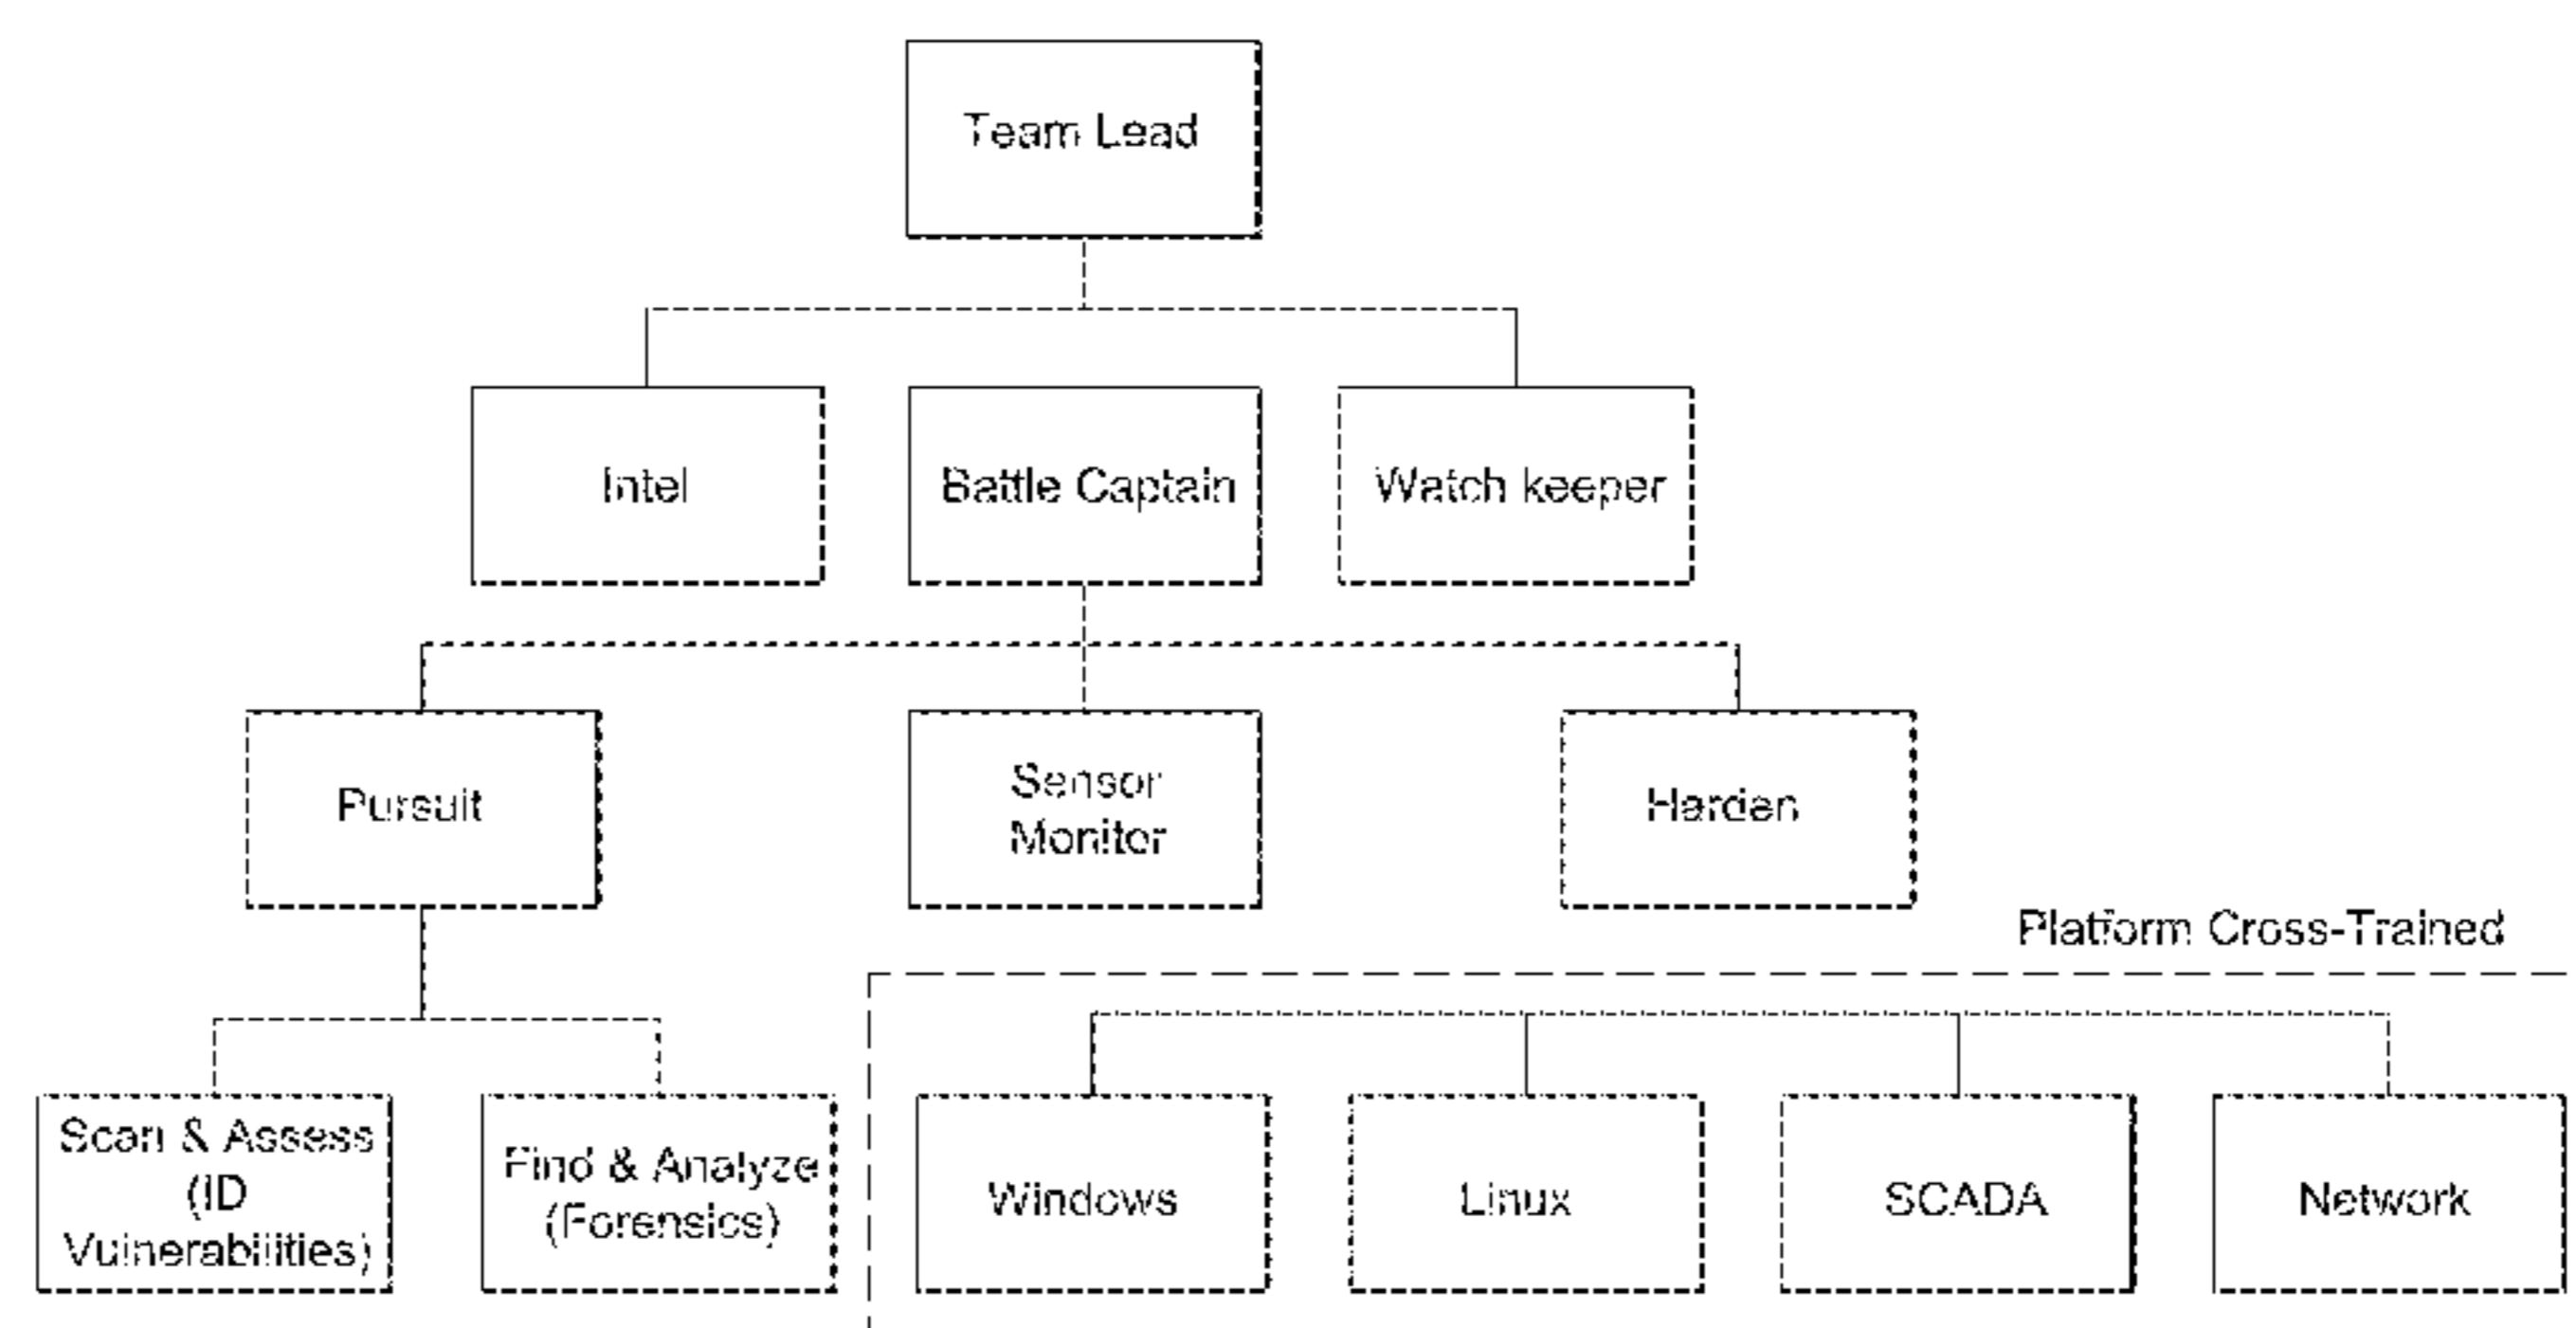 Team Lead
Intel
Battle Captain
Watch keeper
Pursuit
Sensor
Monitor
Harden
Platform Cross-Trained
Scan & Assess
(ID
Vulnerabilities)
Find & Analyze
(Forensics)
Windows
Linux
SCADA
Network